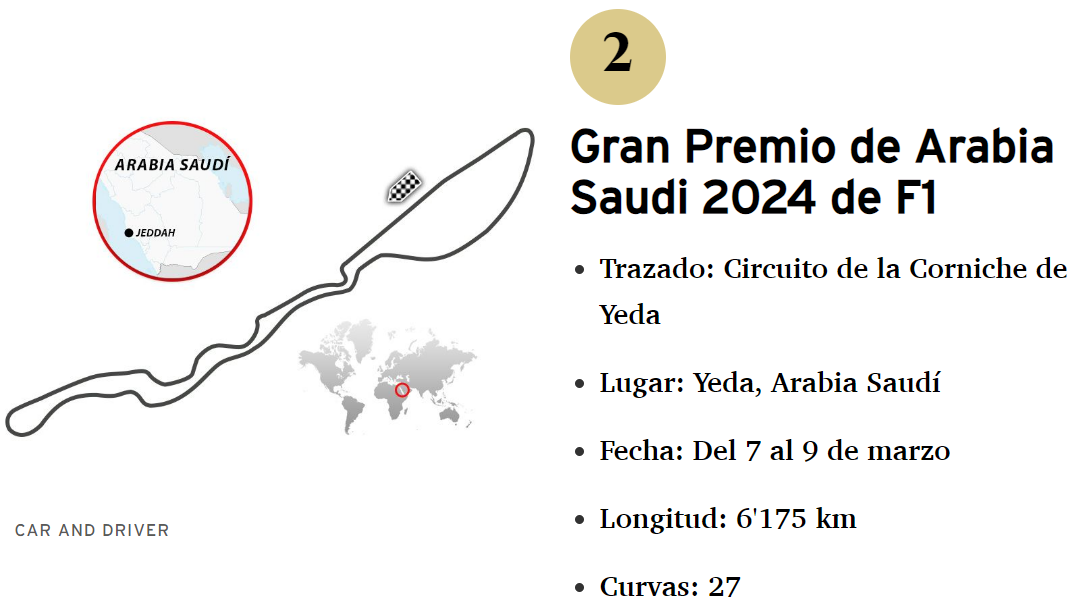 2
Gran Premio de Arabia
Saudi 2024 de F1
ARABIA SAUDÍ
JEDDAH
• Trazado: Circuito de la Corniche de
Yeda
• Lugar: Yeda, Arabia Saudí
• Fecha: Del 7 al 9 de marzo
• Longitud: 6'175 km
• Curvas: 27
CAR AND DRIVER